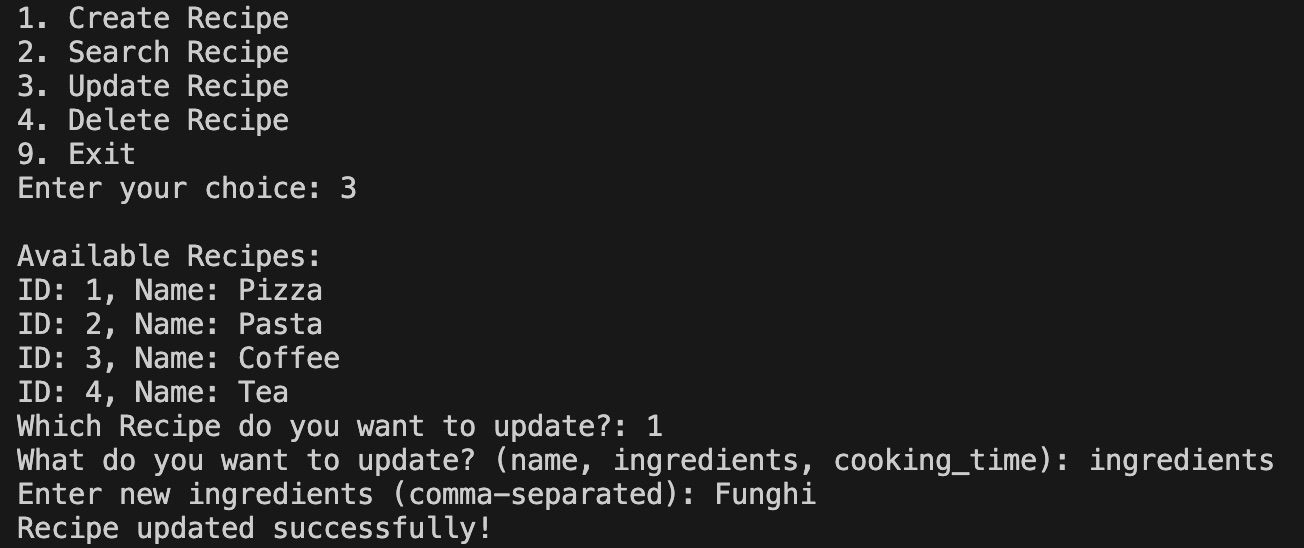 1. Create Recipe
2. Search Recipe
3. Update Recipe
4. Delete Recipe
9. Exit
Enter your choice: 3
Available Recipes:
ID: 1, Name: Pizza
ID: 2, Name: Pasta
ID: 3, Name: Coffee
ID: 4, Name: Tea
Which Recipe do you want to update?: 1
What do you want to update? (name, ingredients, cooking_time): ingredients
Enter new ingredients (comma-separated): Funghi
Recipe updated successfully!